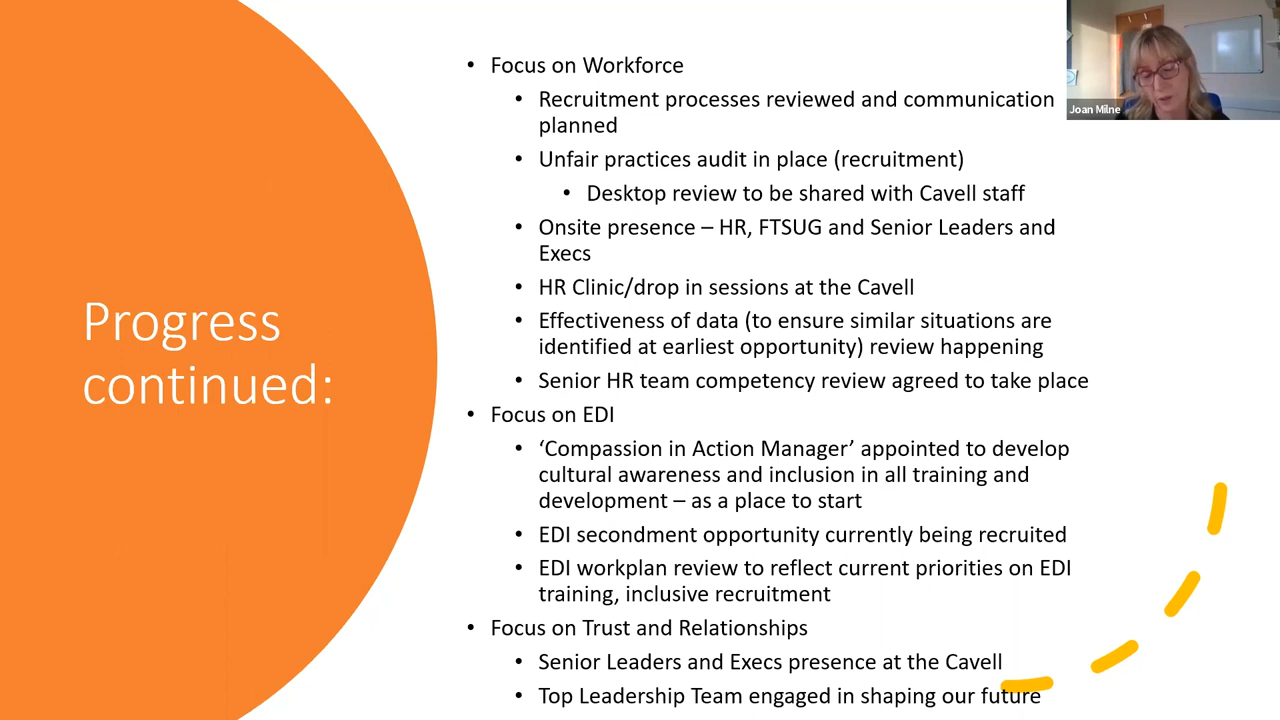 Progress
continued:
• Focus on Workforce
• Recruitment processes reviewed and communication
planned
• Unfair practices audit in place (recruitment)
• Desktop review to be shared with Cavell staff
• Onsite presence – HR, FTSUG and Senior Leaders and
Execs
• HR Clinic/drop in sessions at the Cavell
• Effectiveness of data (to ensure similar situations are
identified at earliest opportunity) review happening
• Senior HR team competency review agreed to take place
• Focus on EDI
• ‘Compassion in Action Manager’ appointed to develop
cultural awareness and inclusion in all training and
development – as a place to start
• EDI secondment opportunity currently being recruited
• EDI workplan review to reflect current priorities on EDI
training, inclusive recruitment
• Focus on Trust and Relationships
• Senior Leaders and Execs presence at the Cavell
• Top Leadership Team engaged in shaping our future
Joan Milne